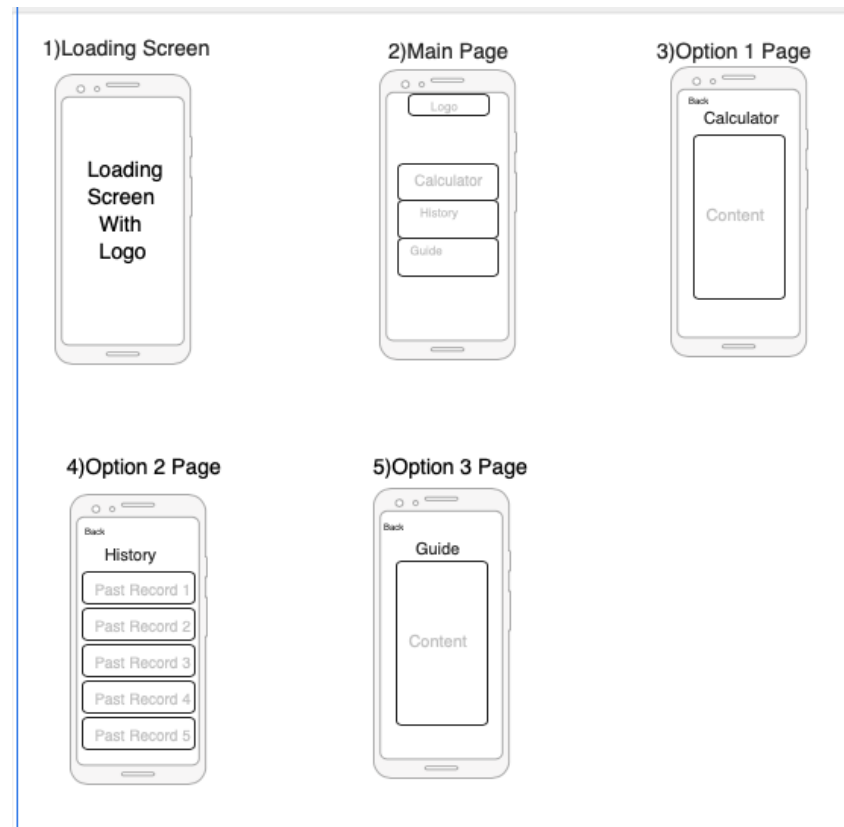 1)Loading Screen
Loading
Screen
With
Logo
2)Main Page
Logo
Calculator
History
Guide
3)Option 1 Page
Back
Calculator
Content
4)Option 2 Page
Back
History
Past Record 1
Past Record 2
Past Record 3
Past Record 4
Past Record 5
5)Option 3 Page
Back
Guide
Content